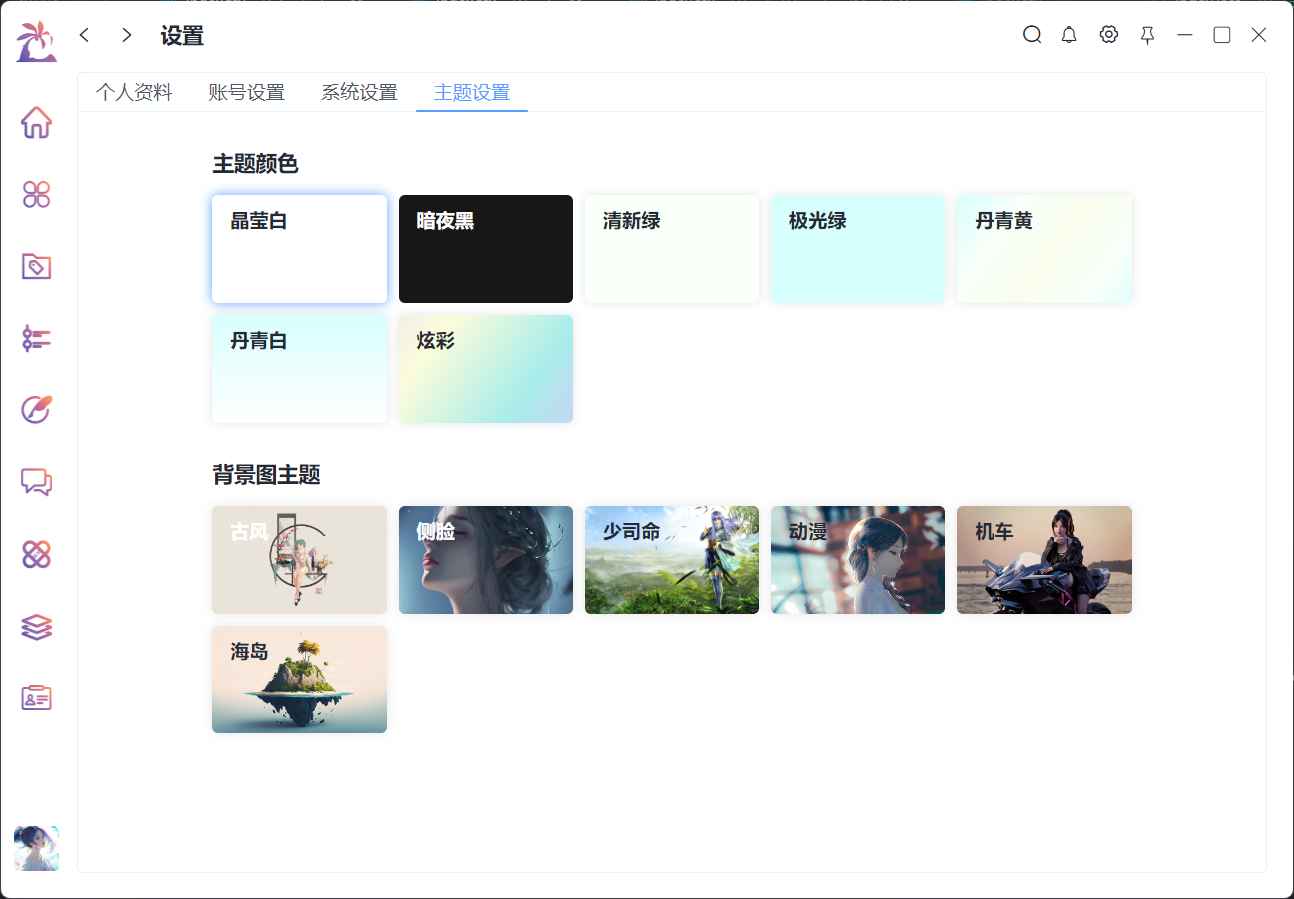 设置
个人资料 账号设置 系统设置 主题设置
主题颜色
晶莹白 暗夜黑 清新绿 极光绿 丹青黄
丹青白 炫彩
背景图主题
古风 侧脸 少司命 动漫 机车
海岛